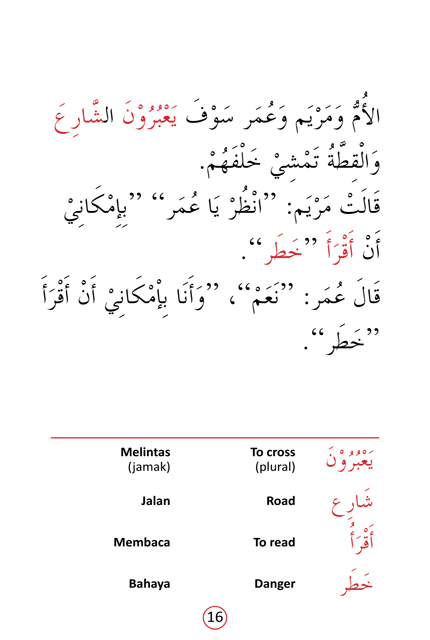 الأُمُّ وَمَرْيَم وَعُمَر سَوْفَ يَعْبُرُوْنَ الشَّارِعَ
وَالْقِطَّةُ تَمْشِيْ خَلْفَهُمْ.
قَالَتْ مَرْيَم: ”انْظُرْ يَا عُمَر“ ”بِإِمْكَانِيْ
أَنْ أَقْرَأَ ”خَطَر“.
قَالَ عُمَر: ”نَعَمْ“، ”وَأَنَا بِإْمْكَانِيْ أَنْ أَقْرَأَ
”خَطَر“.
يَعْبُرُوْنَ To cross Melintas
(plural) (jamak)
شَارِع Road Jalan
أَقْرَأُ To read Membaca
خَطَر Danger Bahaya
16